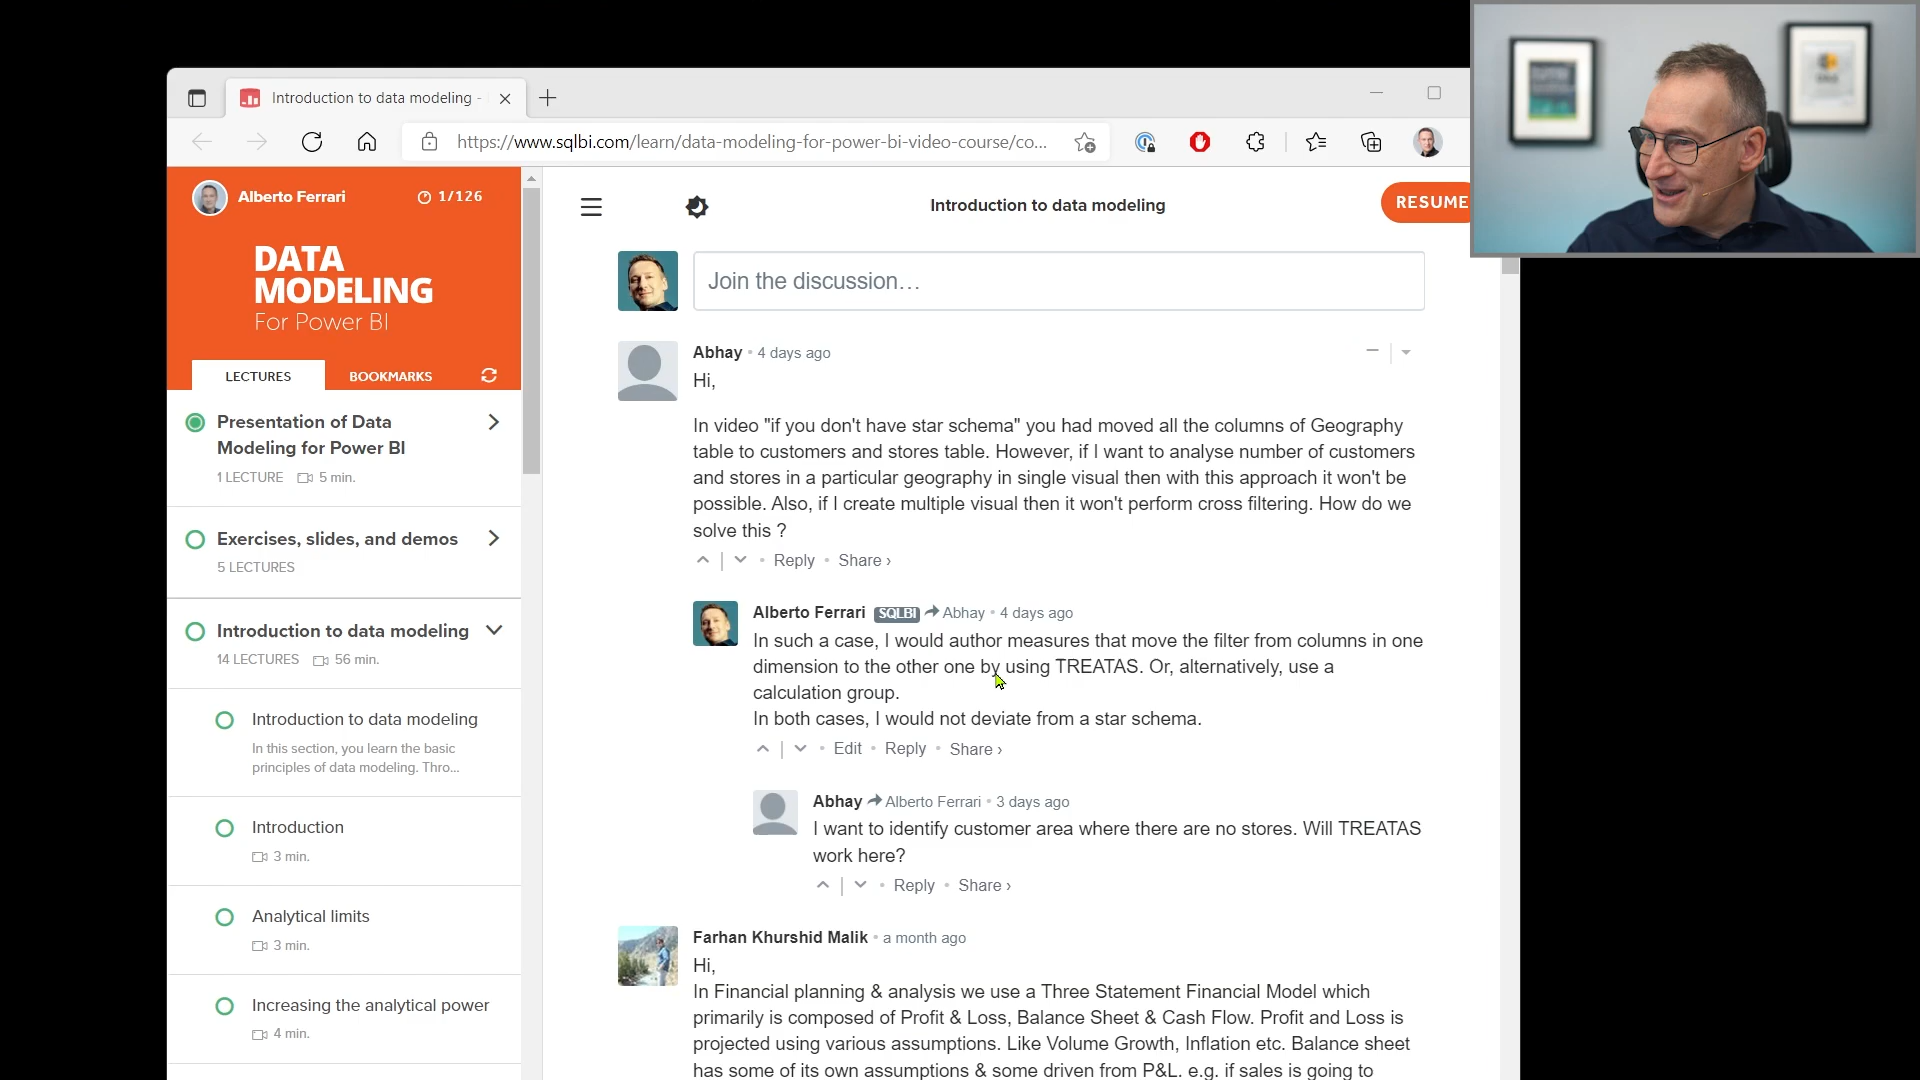 Introduction to data modeling -
https://www.sqlbi.com/learn/data-modeling-for-power-bi-video-course/co...
Alberto Ferrari
1/126
DATA
MODELING
For Power BI
LECTURES
BOOKMARKS
Presentation of Data
Modeling for Power BI
1 LECTURE
5 min.
Exercises, slides, and demos
5 LECTURES
Introduction to data modeling
14 LECTURES
56 min.
Introduction to data modeling
In this section, you learn the basic
principles of data modeling. Thro...
Introduction
3 min.
Analytical limits
3 min.
Increasing the analytical power
4 min.
Introduction to data modeling
RESUME
Join the discussion...
Abhay • 4 days ago
Hi,
In video "if you don't have star schema" you had moved all the columns of Geography
table to customers and stores table. However, if I want to analyse number of customers
and stores in a particular geography in single visual then with this approach it won't be
possible. Also, if I create multiple visual then it won't perform cross filtering. How do we
solve this ?
• Reply • Share ›
Alberto Ferrari SQLBI Abhay • 4 days ago
In such a case, I would author measures that move the filter from columns in one
dimension to the other one by using TREATAS. Or, alternatively, use a
calculation group.
In both cases, I would not deviate from a star schema.
• Edit • Reply • Share ›
Abhay Alberto Ferrari • 3 days ago
I want to identify customer area where there are no stores. Will TREATAS
work here?
• Reply • Share ›
Farhan Khurshid Malik • a month ago
Hi,
In Financial planning & analysis we use a Three Statement Financial Model which
primarily is composed of Profit & Loss, Balance Sheet & Cash Flow. Profit and Loss is
projected using various assumptions. Like Volume Growth, Inflation etc. Balance sheet
has some of its own assumptions & some driven from P&L. e.g. if sales is going to